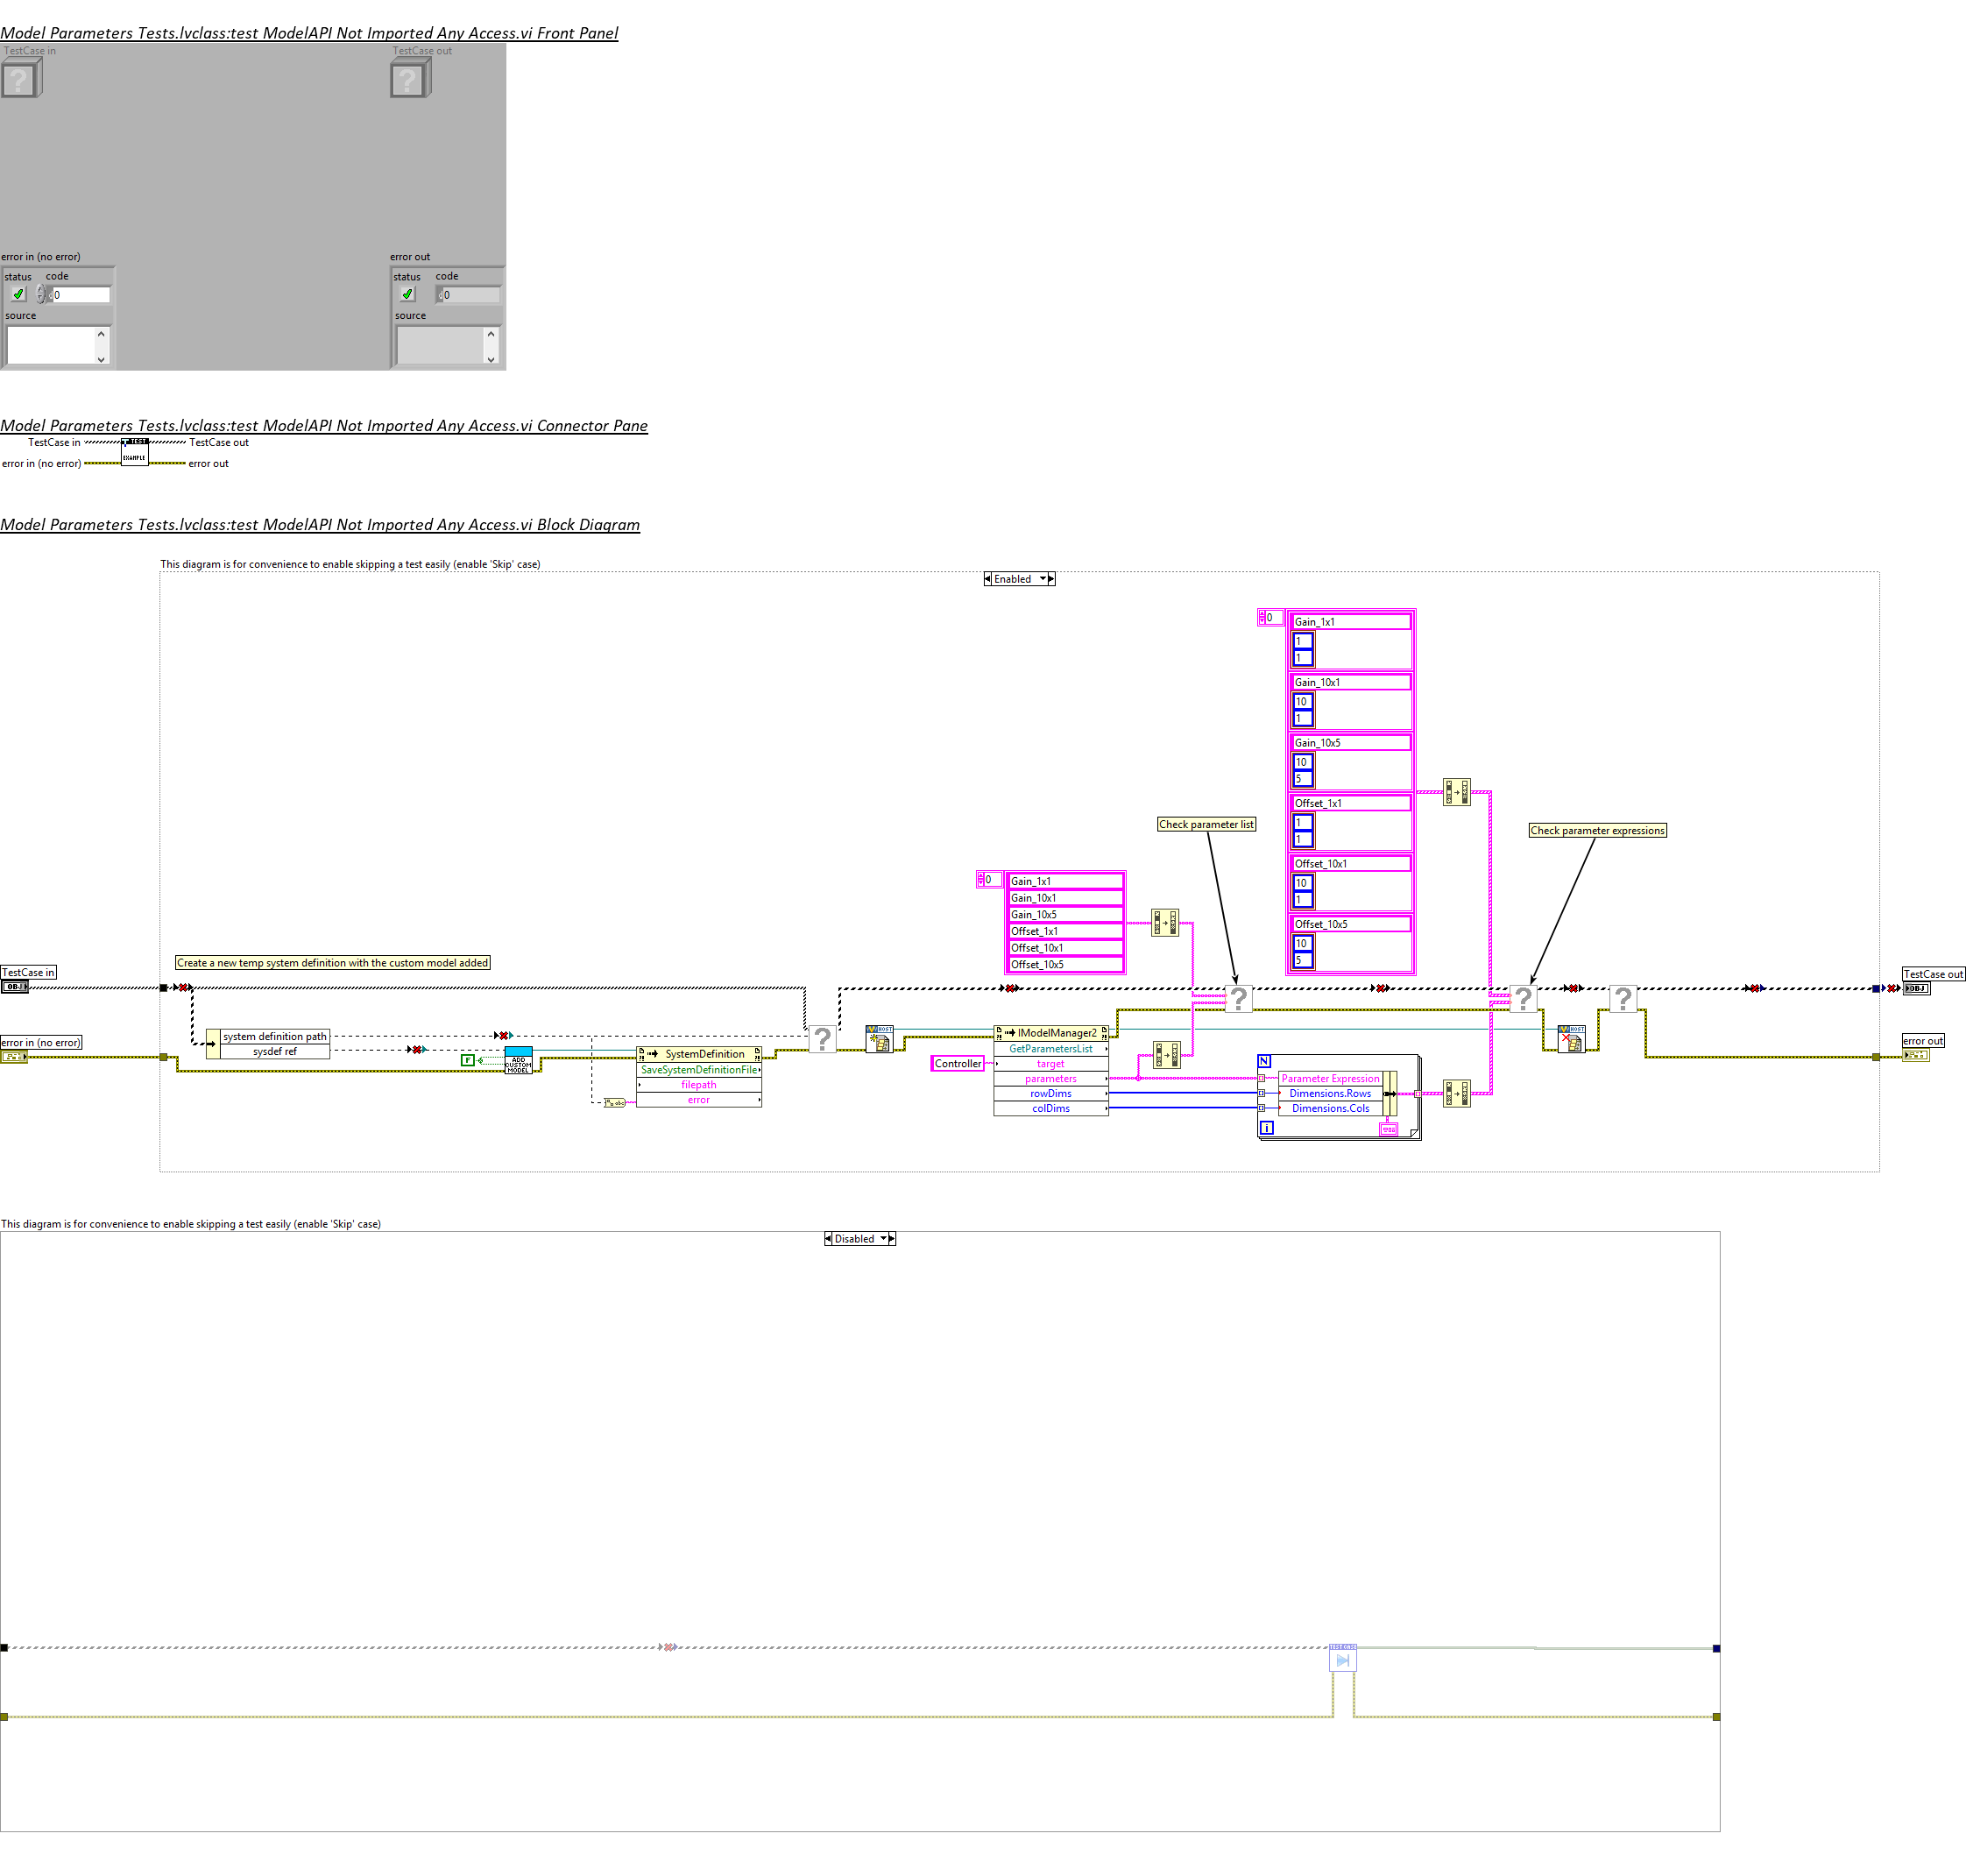 Model Parameters Tests.lvclass:test ModelAPI Not Imported Any Access.vi Front Panel
TestCase in
TestCase out
error in (no error)
error out
status code
status code
0
0
source
source
Model Parameters Tests.lvclass:test ModelAPI Not Imported Any Access.vi Connector Pane
TestCase in
TestCase out
TEST
EXAMPLE
error in (no error)
error out
Model Parameters Tests.lvclass:test ModelAPI Not Imported Any Access.vi Block Diagram
This diagram is for convenience to enable skipping a test easily (enable 'Skip' case)
Enabled
0
Gain_1x1
1
1
Gain_10x1
10
1
Gain_10x5
10
5
Offset_1x1
1
1
Offset_10x1
10
1
Offset_10x5
10
5
Check parameter list
Check parameter expressions
0
Gain_1x1
Gain_10x1
Gain_10x5
Offset_1x1
Offset_10x1
Offset_10x5
Create a new temp system definition with the custom model added
TestCase in
OBJ
TestCase out
OBJ
error in (no error)
error out
system definition path
sysdef ref
F
ADD
CUSTOM
MODEL
SystemDefinition
SaveSystemDefinitionFile
filepath
error
HOST
Controller
IModelManager2
GetParametersList
target
parameters
rowDims
colDims
N
Parameter Expression
Dimensions.Rows
Dimensions.Cols
i
HOST
This diagram is for convenience to enable skipping a test easily (enable 'Skip' case)
Disabled